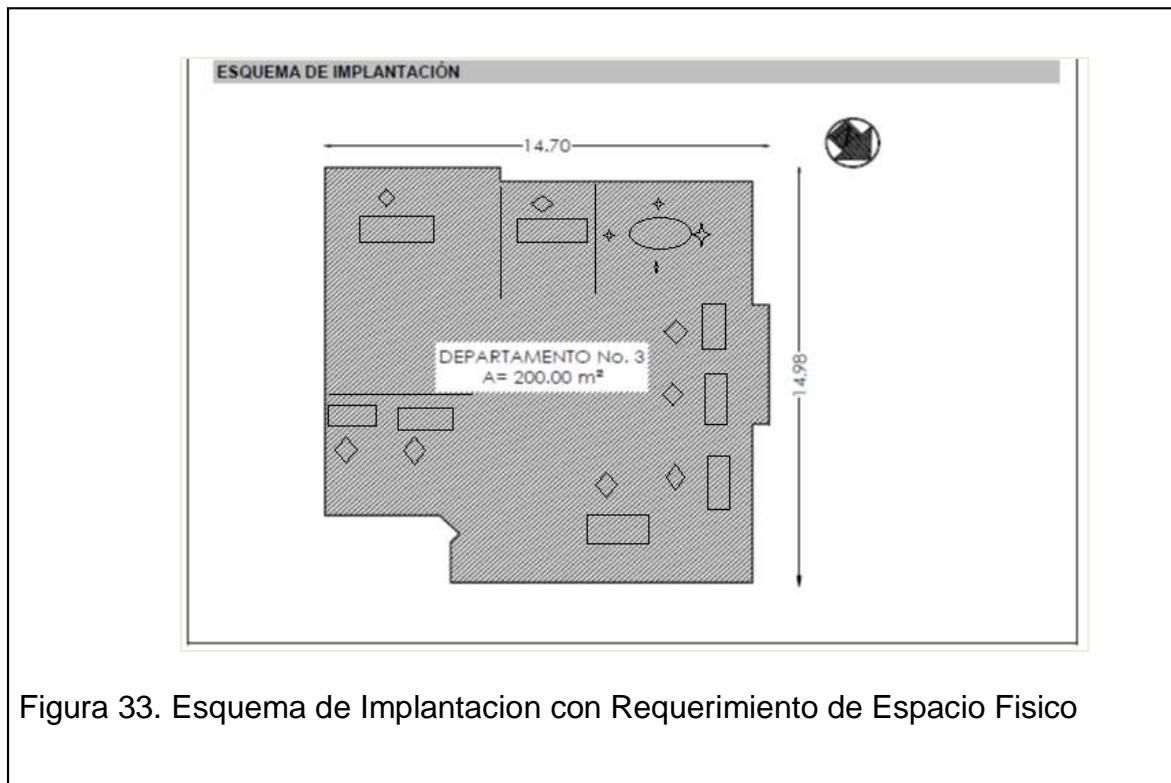 ESQUEMA DE IMPLANTACIÓN
14.70
DEPARTAMENTO No. 3
A= 200.00 m²
14.98
Figura 33. Esquema de Implantacion con Requerimiento de Espacio Fisico